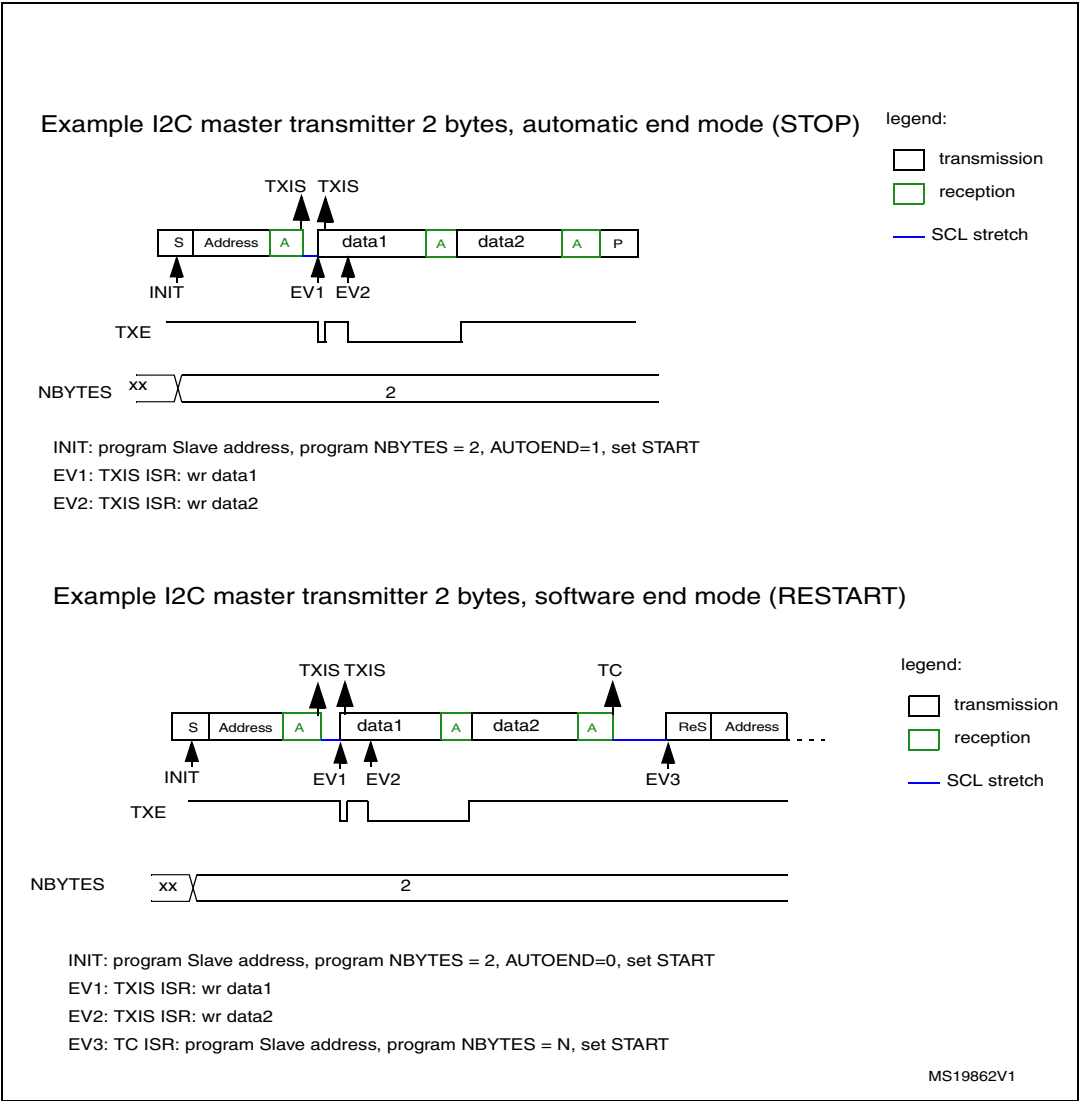 Example I2C master transmitter 2 bytes, automatic end mode (STOP)
legend:
transmission
reception
SCL stretch
TXIS TXIS
S Address A data1 A data2 A P
INIT EV1 EV2
TXE
NBYTES xx 2
INIT: program Slave address, program NBYTES = 2, AUTOEND=1, set START
EV1: TXIS ISR: wr data1
EV2: TXIS ISR: wr data2
Example I2C master transmitter 2 bytes, software end mode (RESTART)
legend:
transmission
reception
SCL stretch
TXIS TXIS TC
S Address A data1 A data2 A ReS Address
INIT EV1 EV2 EV3
TXE
NBYTES xx 2
INIT: program Slave address, program NBYTES = 2, AUTOEND=0, set START
EV1: TXIS ISR: wr data1
EV2: TXIS ISR: wr data2
EV3: TC ISR: program Slave address, program NBYTES = N, set START
MS19862V1